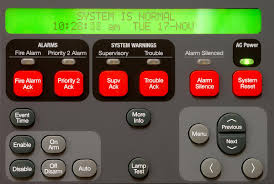 SYSTEM IS NORMAL
10:28:38 am TUE 17-NOV
ALARMS
SYSTEM WARNINGS
AC Power
Fire Alarm
Priority 2 Alarm
Supervisory
Trouble
Alarm Silenced
Fire Alarm
Ack
Priority 2
Ack
Supv
Ack
Trouble
Ack
Alarm
Silence
System
Reset
Event
Time
More
Info
Enable
On
Arm
Menu
Previous
Next
Disable
Off
Disarm
Auto
Lamp
Test